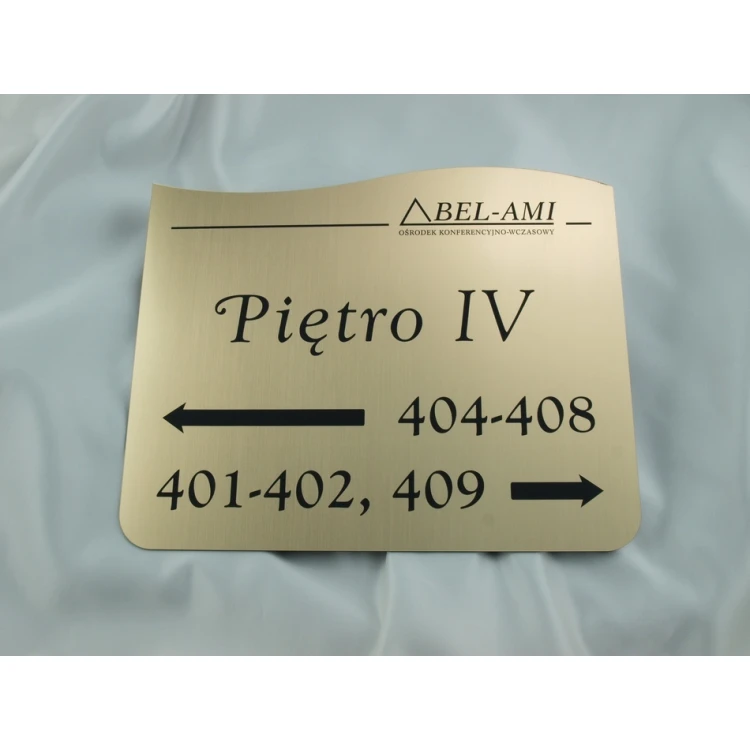 BEL-AMI
OŚRODEK KONFERENCYJNO-WCZASOWY
Piętro IV
404-408
401-402, 409